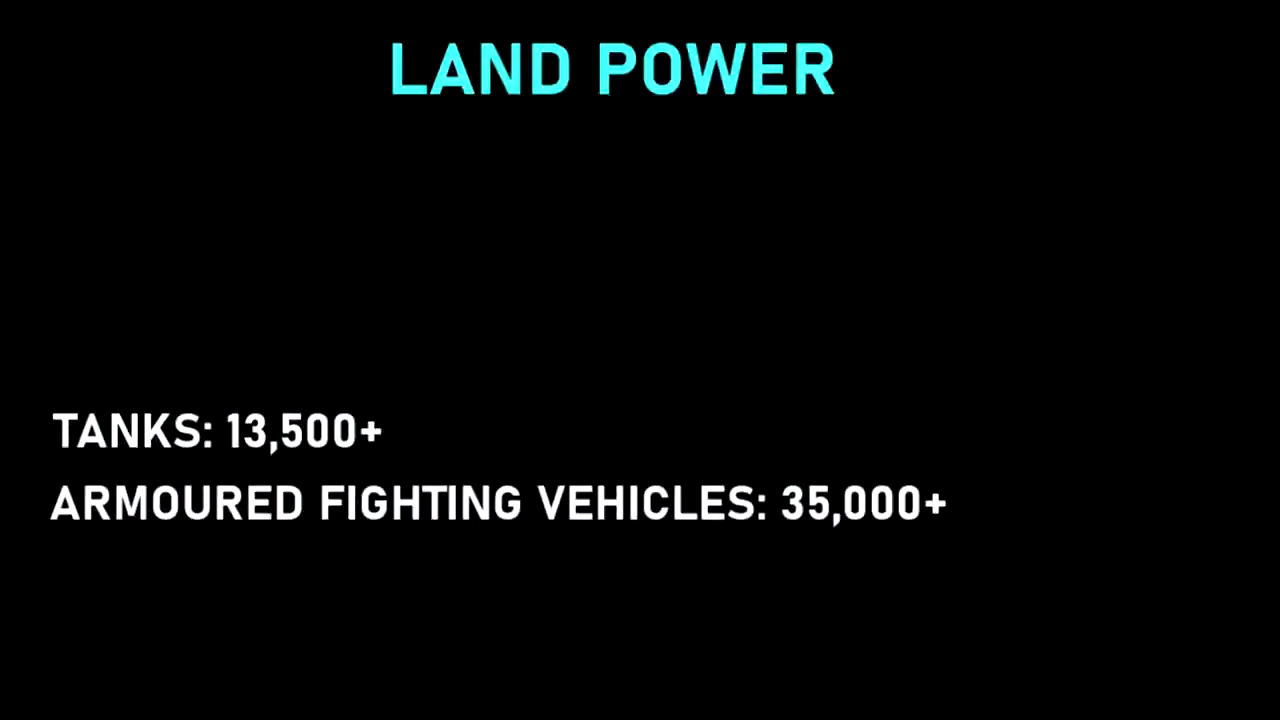 LAND POWER
TANKS: 13,500+
ARMOURED FIGHTING VEHICLES: 35,000+